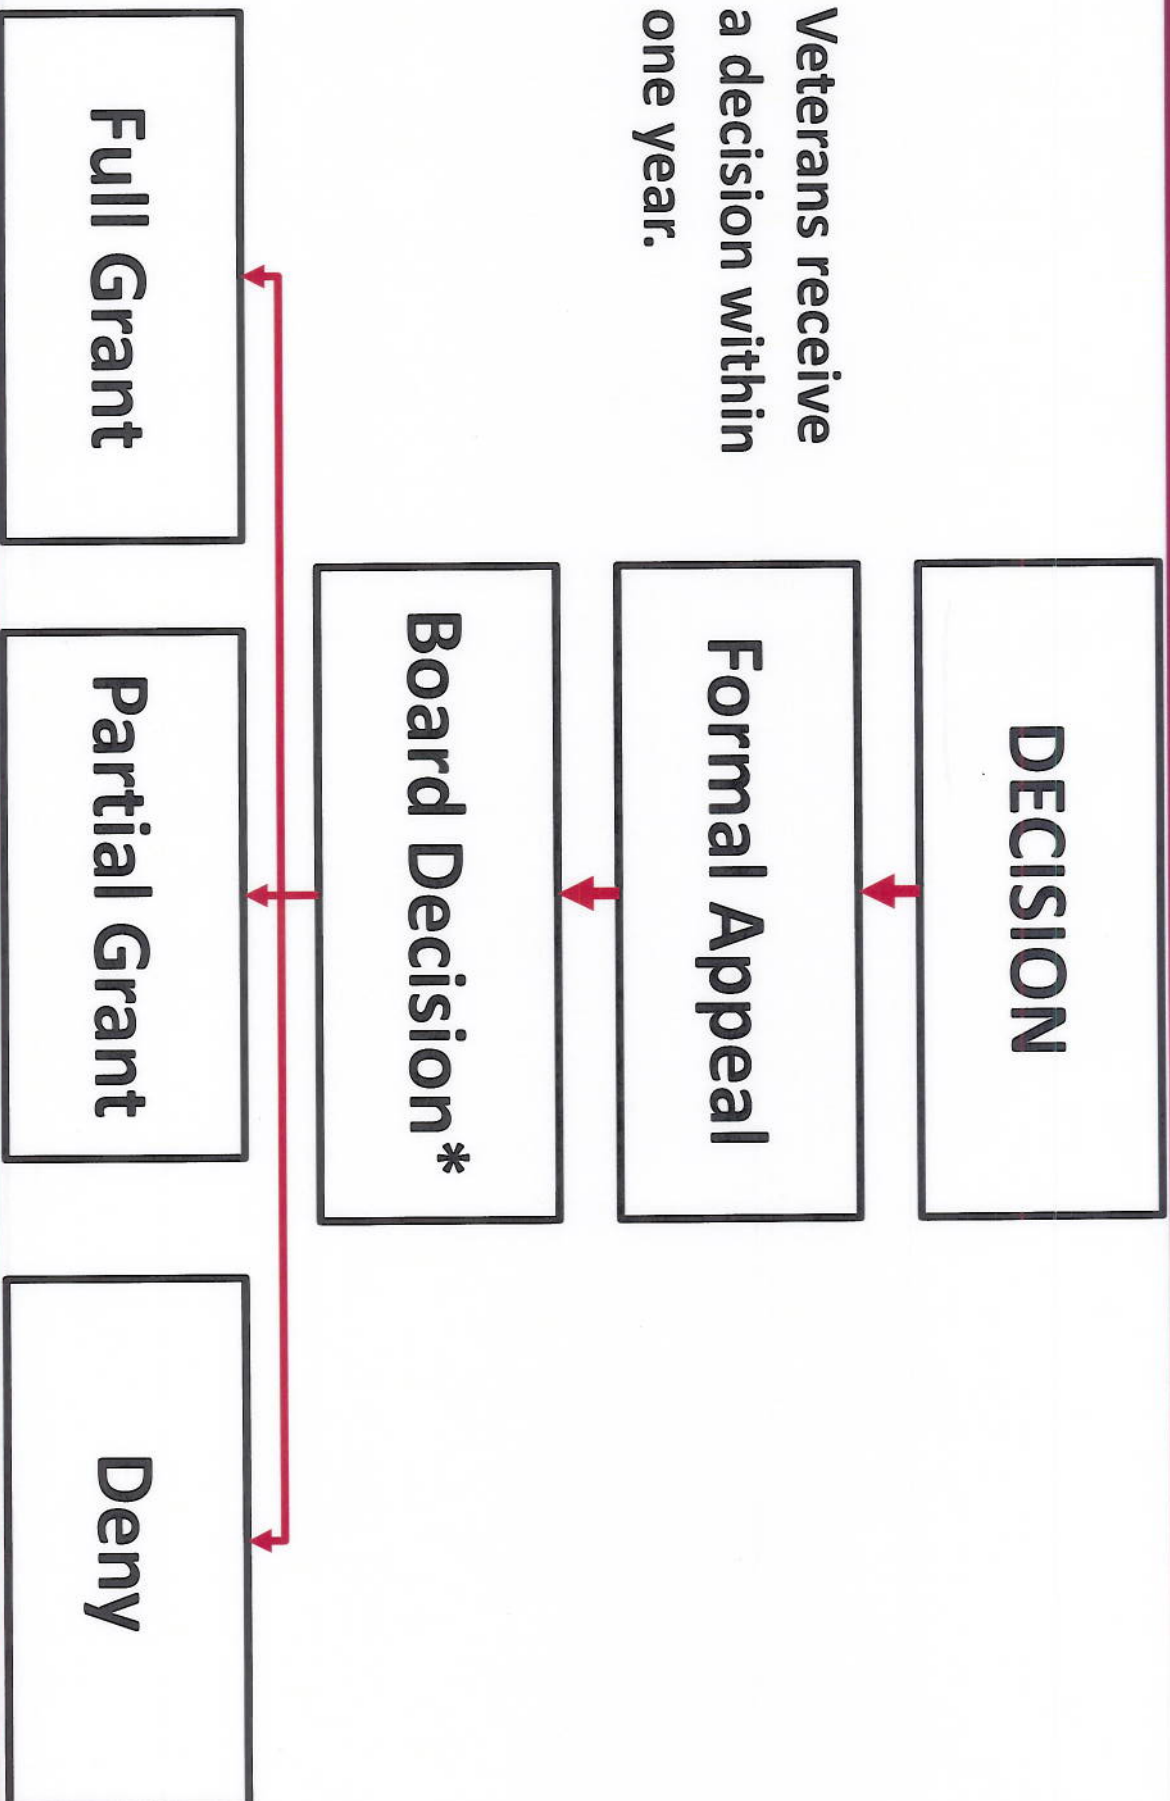 DECISION
Veterans receive
a decision within
one year.
Formal Appeal
Board Decision*
Full Grant
Partial Grant
Deny